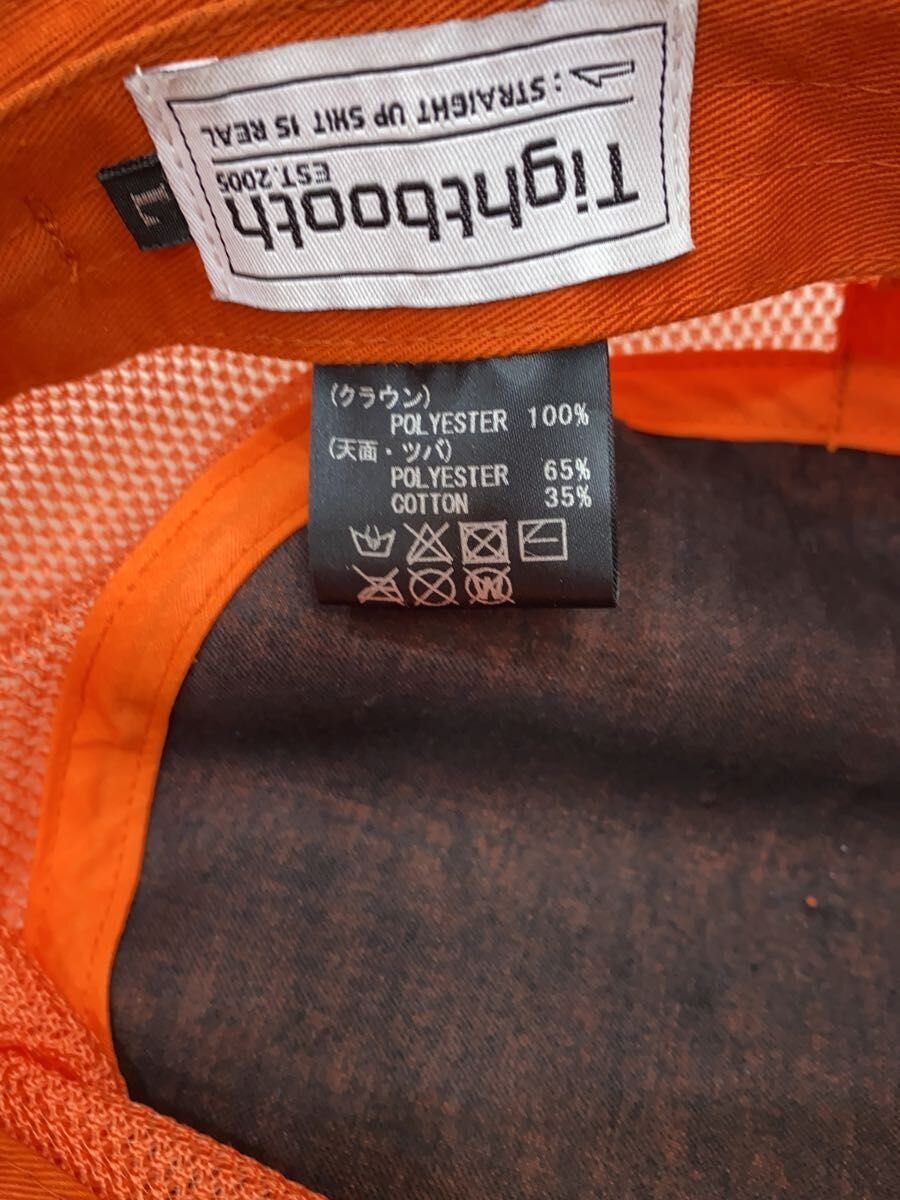 Tightbooth
EST.2005
: STRAIGHT UP SHIT IS REAL
L
(クラウン)
POLYESTER 100%
(天面・ツバ)
POLYESTER 65%
COTTON 35%